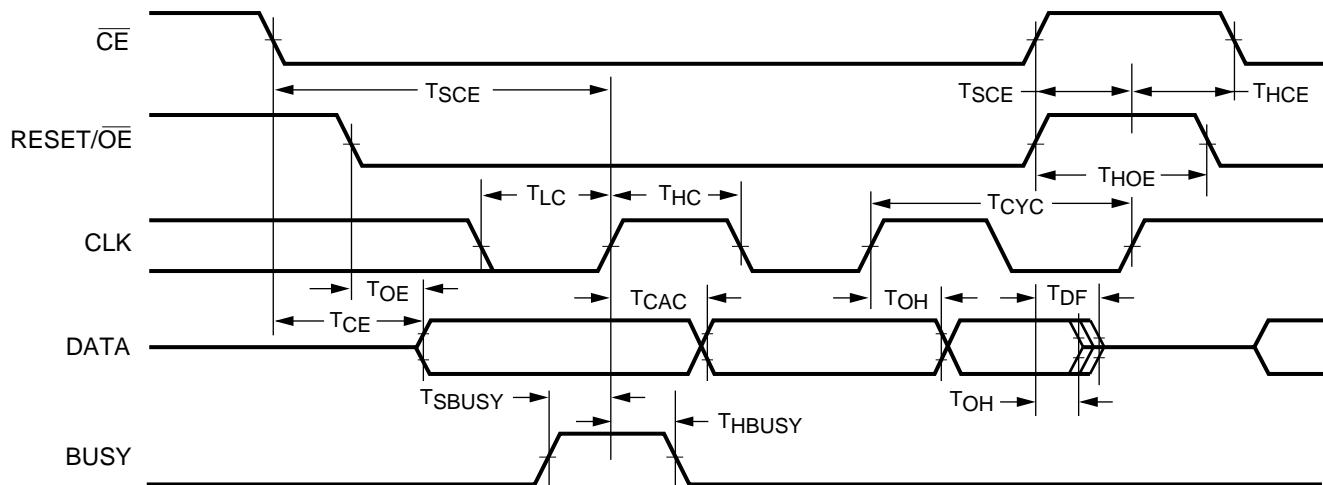 CE
TSCE
TSCE
THCE
RESET/OE
TLC
THC
THOE
TCYC
CLK
TOE
TCAC
TOH
TDF
TCE
DATA
TSBUSY
THBUSY
TOH
BUSY